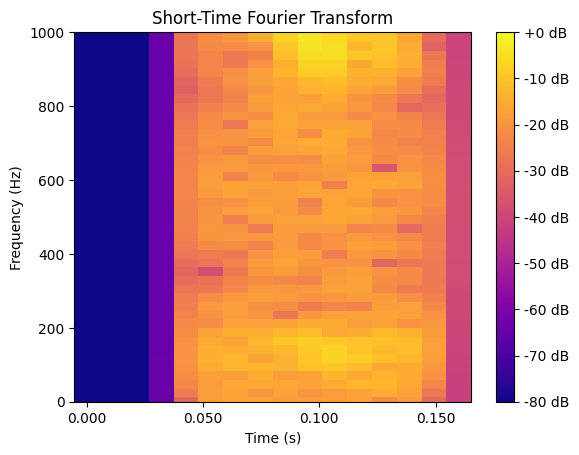 Short-Time Fourier Transform
Frequency (Hz)
1000
800
600
400
200
0
0.000
0.050
0.100
0.150
Time (s)
+0 dB
-10 dB
-20 dB
-30 dB
-40 dB
-50 dB
-60 dB
-70 dB
-80 dB